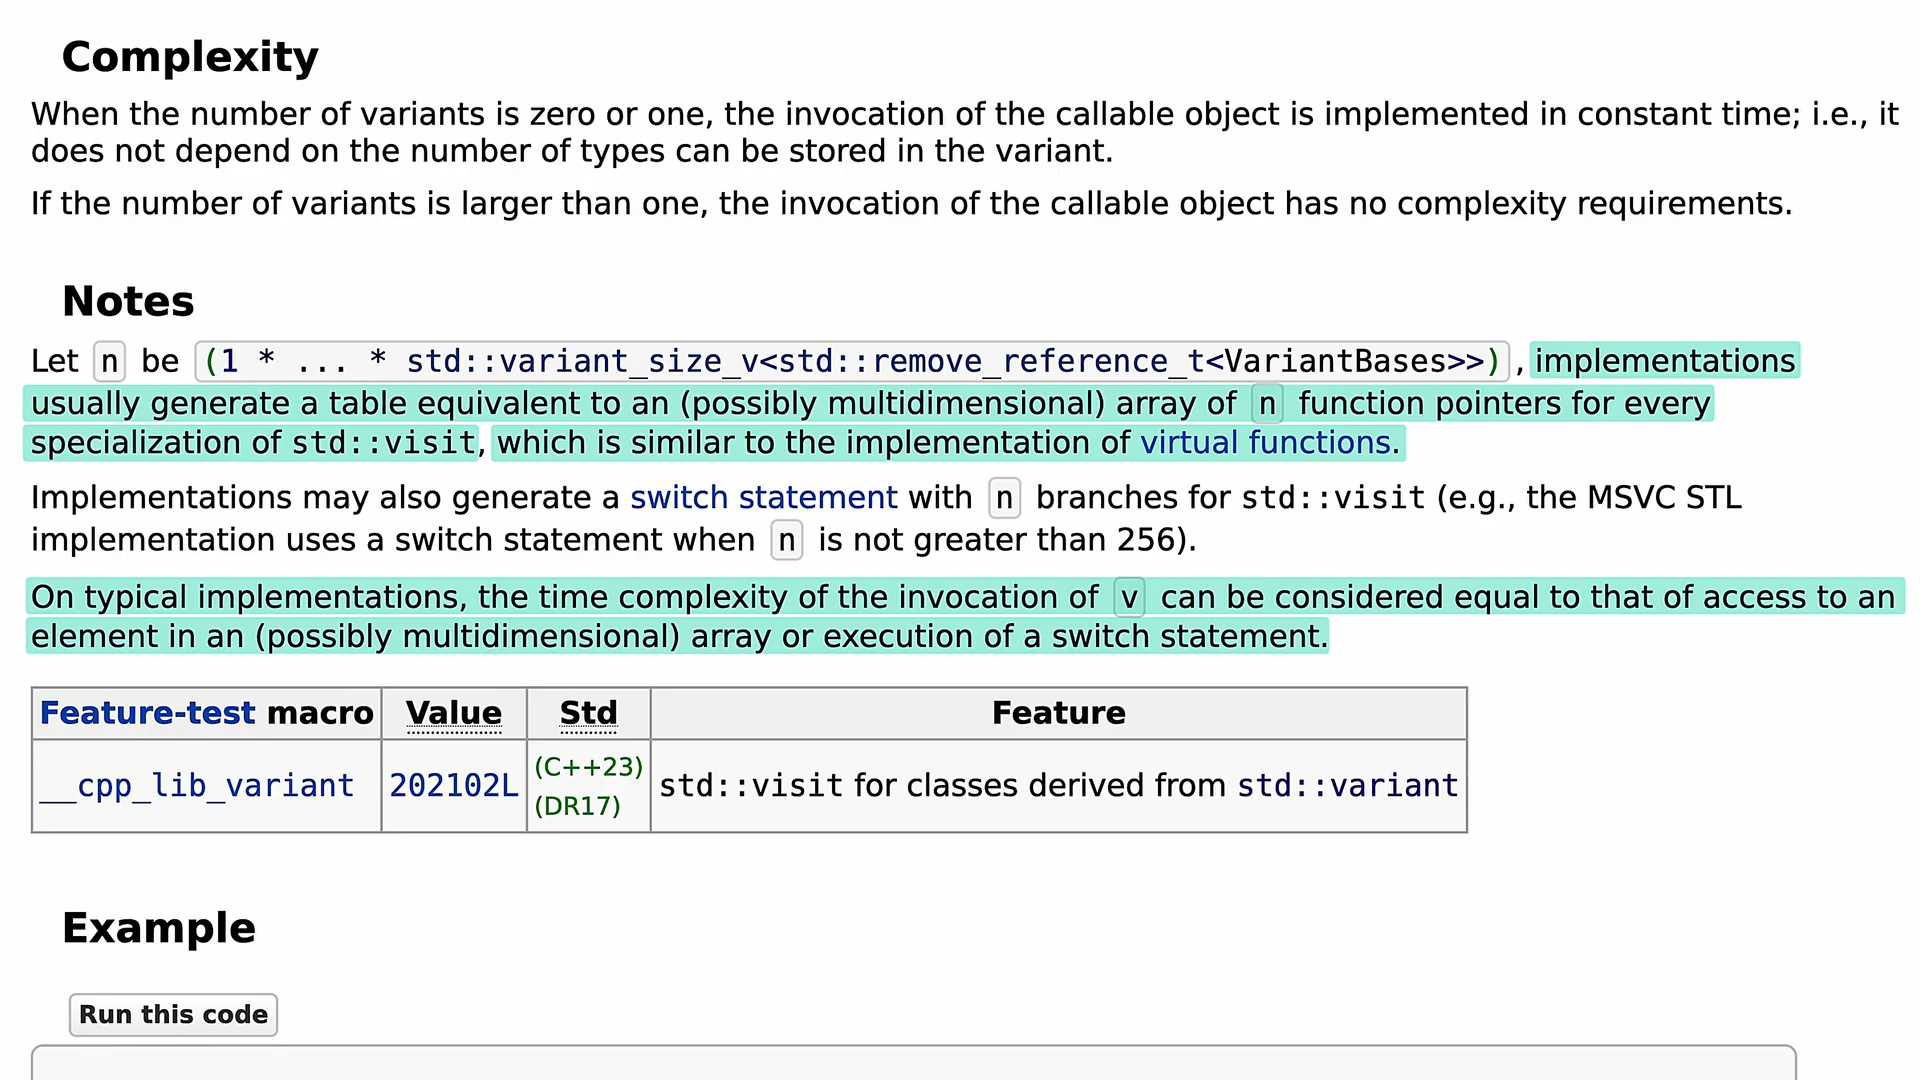 Complexity
When the number of variants is zero or one, the invocation of the callable object is implemented in constant time; i.e., it
does not depend on the number of types can be stored in the variant.
If the number of variants is larger than one, the invocation of the callable object has no complexity requirements.
Notes
Let n be (1 * ... * std::variant_size_v<std::remove_reference_t<VariantBases>>), implementations
usually generate a table equivalent to an (possibly multidimensional) array of n function pointers for every
specialization of std::visit, which is similar to the implementation of virtual functions.
Implementations may also generate a switch statement with n branches for std::visit (e.g., the MSVC STL
implementation uses a switch statement when n is not greater than 256).
On typical implementations, the time complexity of the invocation of v can be considered equal to that of access to an
element in an (possibly multidimensional) array or execution of a switch statement.
Feature-test macro Value Std Feature
__cpp_lib_variant 202102L (C++23) (DR17) std::visit for classes derived from std::variant
Example
Run this code